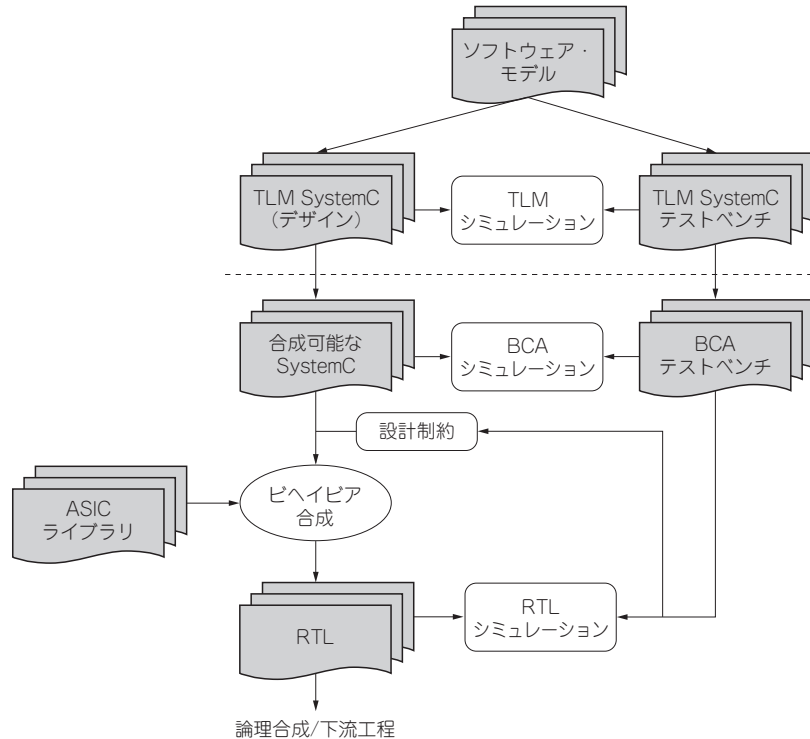 ソフトウェア・
モデル
TLM SystemC
(デザイン)
TLM
シミュレーション
TLM SystemC
テストベンチ
合成可能な
SystemC
BCA
シミュレーション
BCA
テストベンチ
設計制約
ASIC
ライブラリ
ビヘイビア
合成
RTL
RTL
シミュレーション
論理合成/下流工程